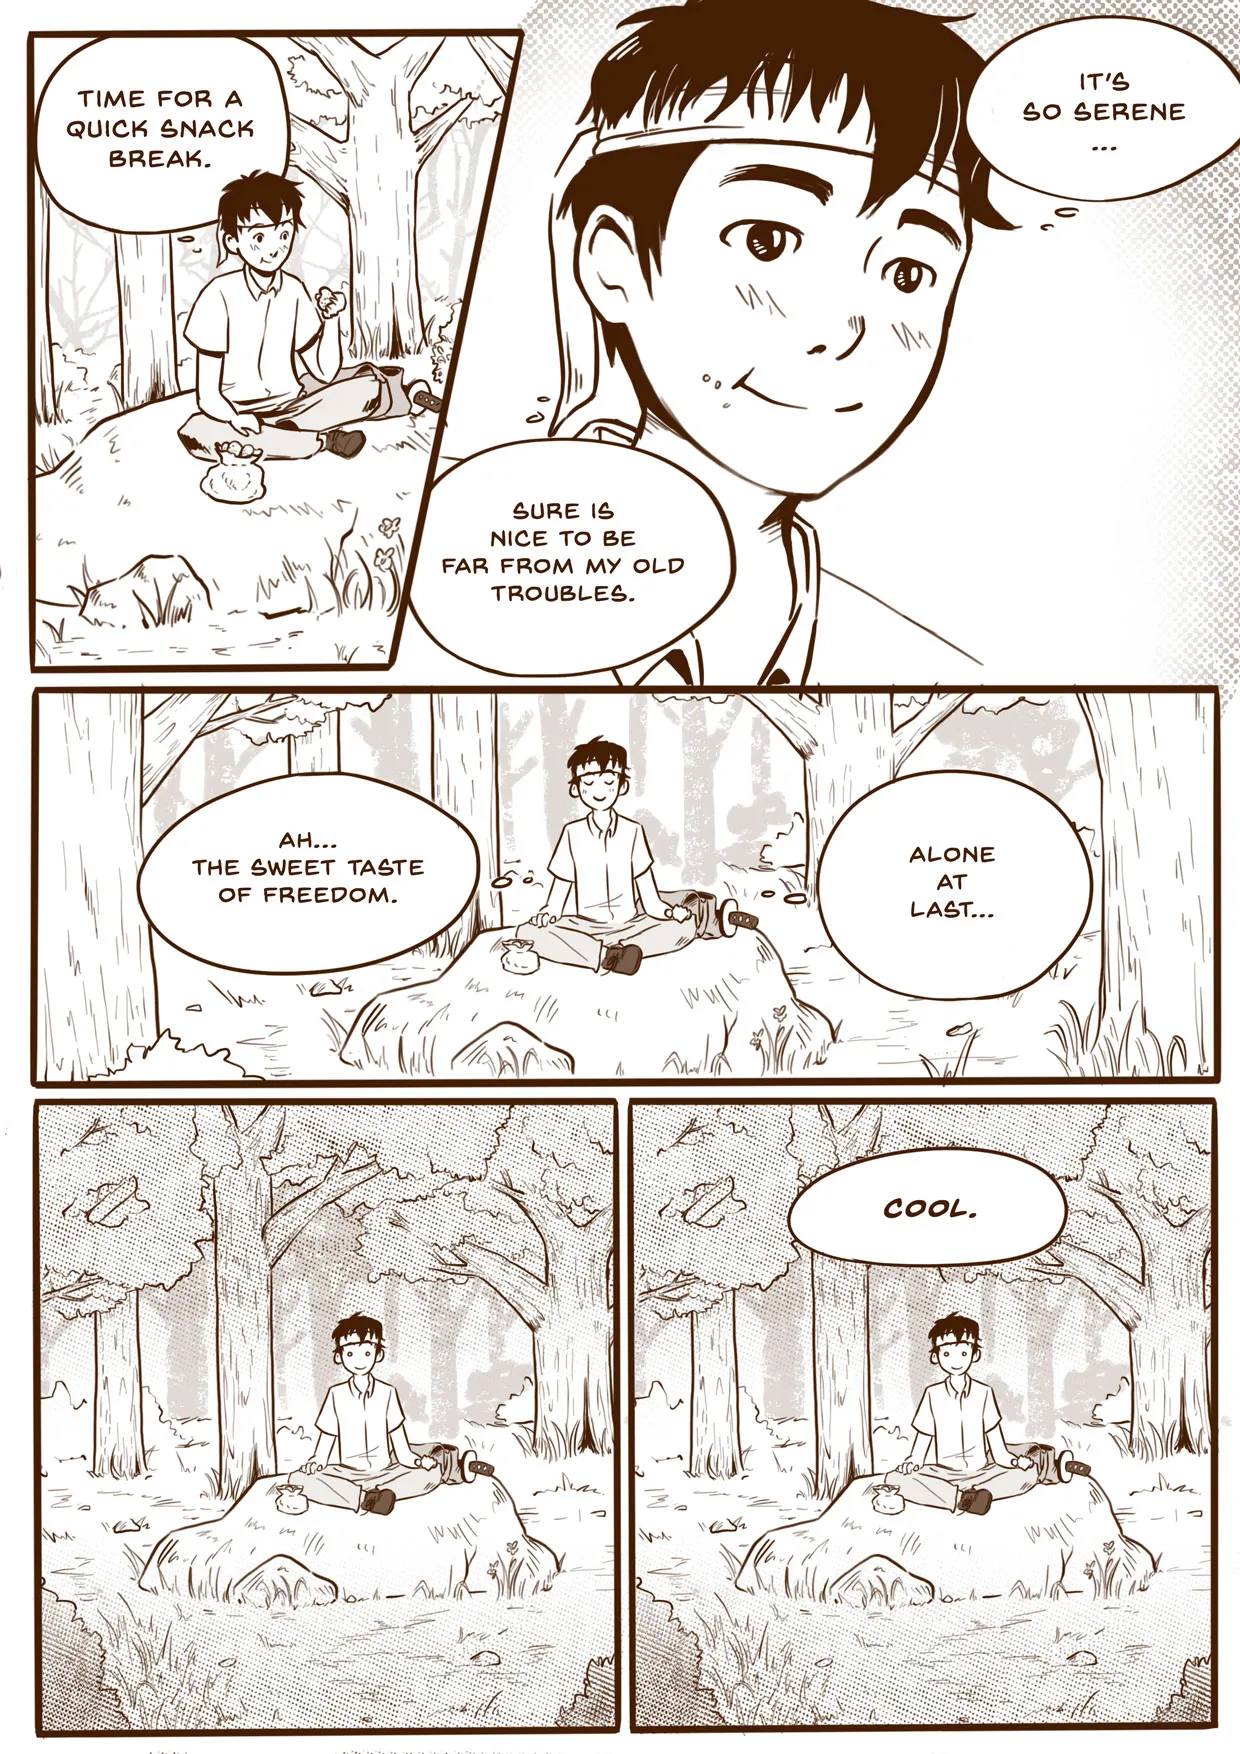 TIME FOR A
QUICK SNACK
BREAK.
IT'S
SO SERENE
...
SURE IS
NICE TO BE
FAR FROM MY OLD
TROUBLES.
AH...
THE SWEET TASTE
OF FREEDOM.
ALONE
AT
LAST...
COOL.